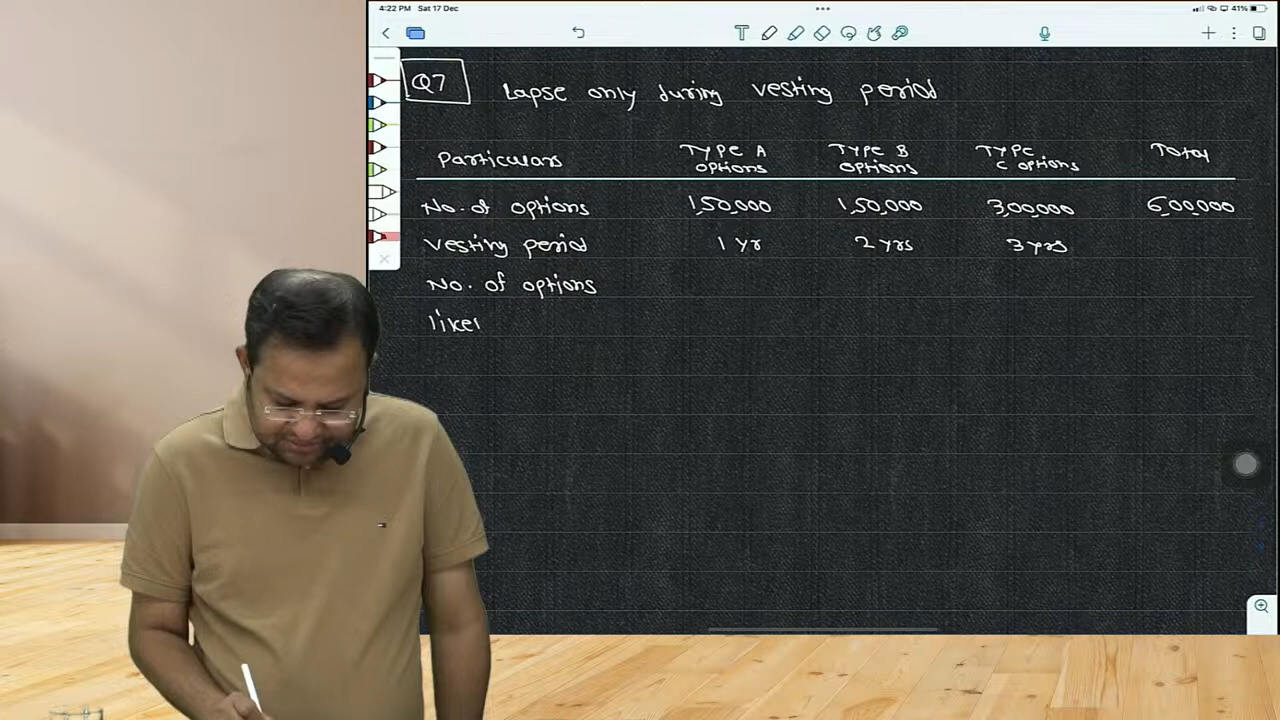 4:22 PM Sat 17 Dec
41%
Q7 Lapse only during vesting period
Particulars TYPE A options TYPE B options TYPE C options Total
No. of options 1,50,000 1,50,000 3,00,000 6,00,000
Vesting period 1 yr 2 yrs 3 yrs
No. of options
likel